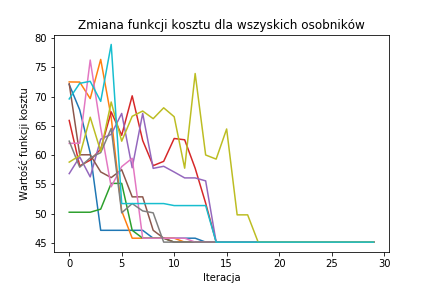 Zmiana funkcji kosztu dla wszyskich osobników
Wartość funkcji kosztu
80
75
70
65
60
55
50
45
0 5 10 15 20 25 30
Iteracja